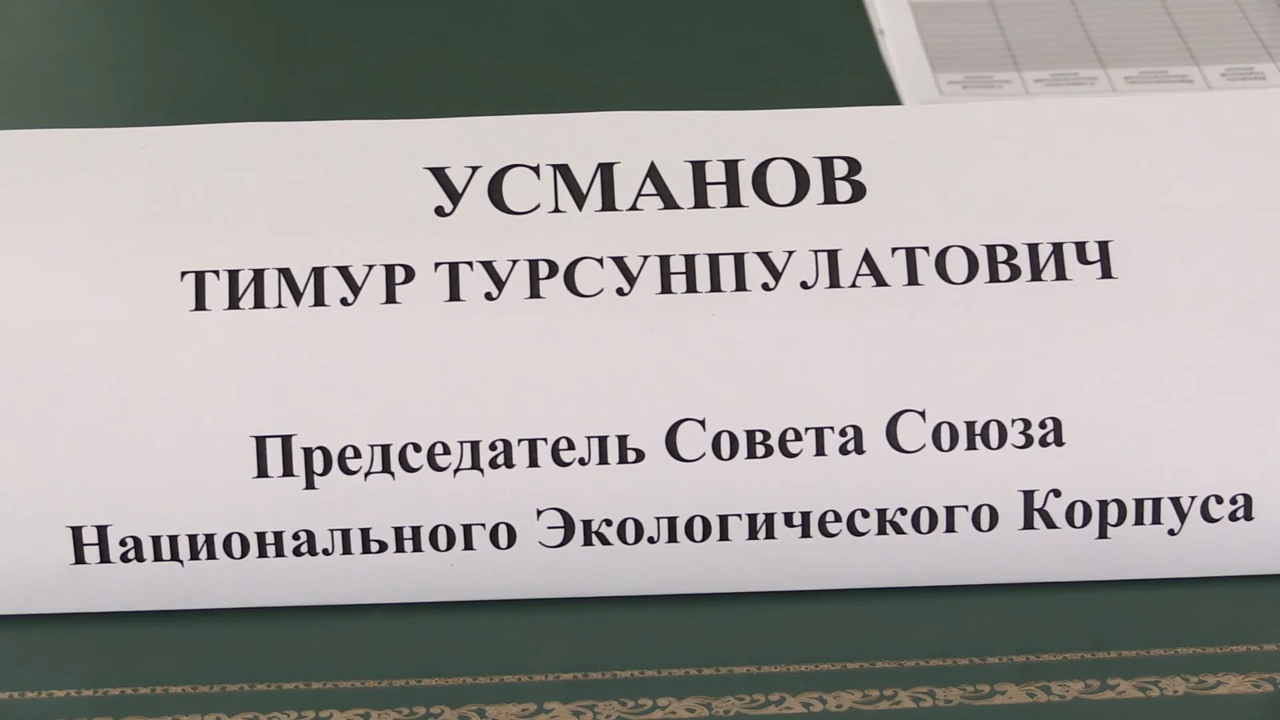 УСМАНОВ
ТИМУР ТУРСУНПУЛАТОВИЧ
Председатель Совета Союза
Национального Экологического Корпуса